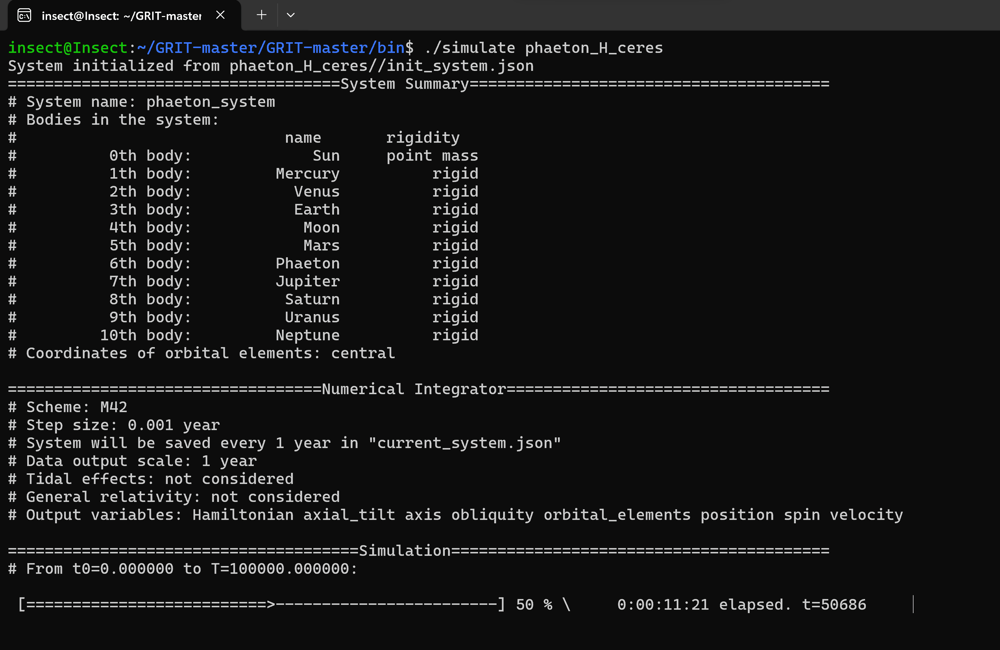 insect@Insect: ~/GRIT-master
insect@Insect:~/GRIT-master/GRIT-master/bin$ ./simulate phaeton_H_ceres
System initialized from phaeton_H_ceres//init_system.json
====================================System Summary=======================================
# System name: phaeton_system
# Bodies in the system:
#                             name       rigidity
#          0th body:             Sun     point mass
#          1th body:         Mercury          rigid
#          2th body:           Venus          rigid
#          3th body:           Earth          rigid
#          4th body:            Moon          rigid
#          5th body:            Mars          rigid
#          6th body:         Phaeton          rigid
#          7th body:         Jupiter          rigid
#          8th body:          Saturn          rigid
#          9th body:          Uranus          rigid
#         10th body:         Neptune          rigid
# Coordinates of orbital elements: central
==================================Numerical Integrator===================================
# Scheme: M42
# Step size: 0.001 year
# System will be saved every 1 year in "current_system.json"
# Data output scale: 1 year
# Tidal effects: not considered
# General relativity: not considered
# Output variables: Hamiltonian axial_tilt axis obliquity orbital_elements position spin velocity
======================================Simulation=========================================
# From t0=0.000000 to T=100000.000000:
[==========================>------------------------] 50 % \     0:00:11:21 elapsed. t=50686